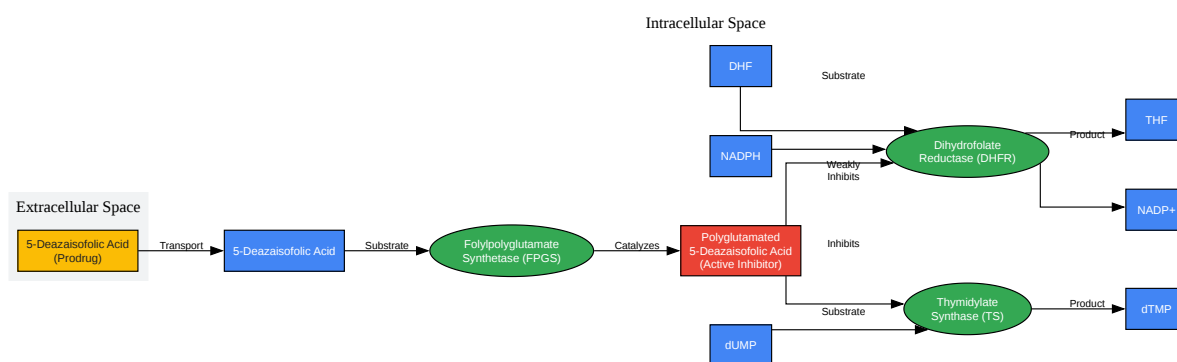 Intracellular Space
DHF
Substrate
THF
Product
Dihydrofolate
Reductase (DHFR)
NADPH
Weakly
Inhibits
NADP+
Extracellular Space
5-Deazaisofolic Acid
(Prodrug)
Transport
5-Deazaisofolic Acid
Substrate
Folylpolyglutamate
Synthetase (FPGS)
Catalyzes
Polyglutamated
5-Deazaisofolic Acid
(Active Inhibitor)
Inhibits
Substrate
Thymidylate
Synthase (TS)
Product
dTMP
dUMP